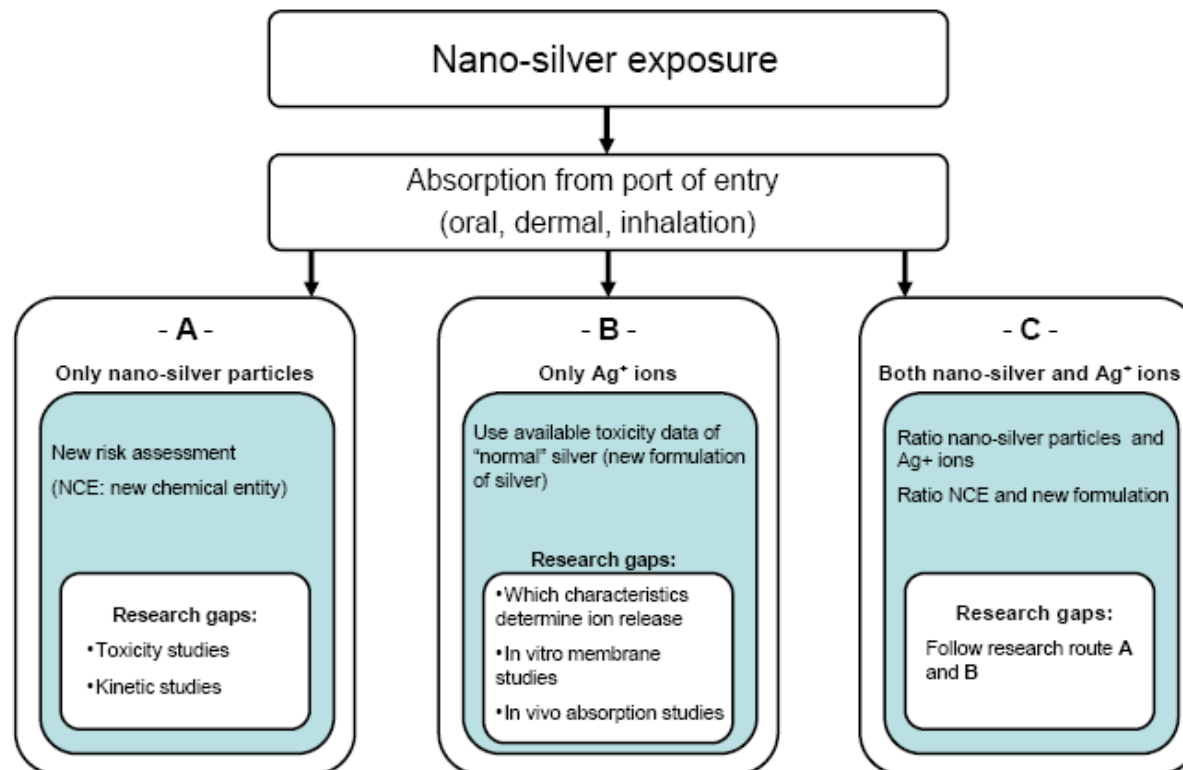 Nano-silver exposure
Absorption from port of entry
(oral, dermal, inhalation)
- A -
Only nano-silver particles
New risk assessment
(NCE: new chemical entity)
Research gaps:
•Toxicity studies
•Kinetic studies
- B -
Only Ag⁺ ions
Use available toxicity data of
“normal” silver (new formulation
of silver)
Research gaps:
•Which characteristics
determine ion release
•In vitro membrane
studies
•In vivo absorption studies
- C -
Both nano-silver and Ag⁺ ions
Ratio nano-silver particles and
Ag+ ions
Ratio NCE and new formulation
Research gaps:
Follow research route A
and B